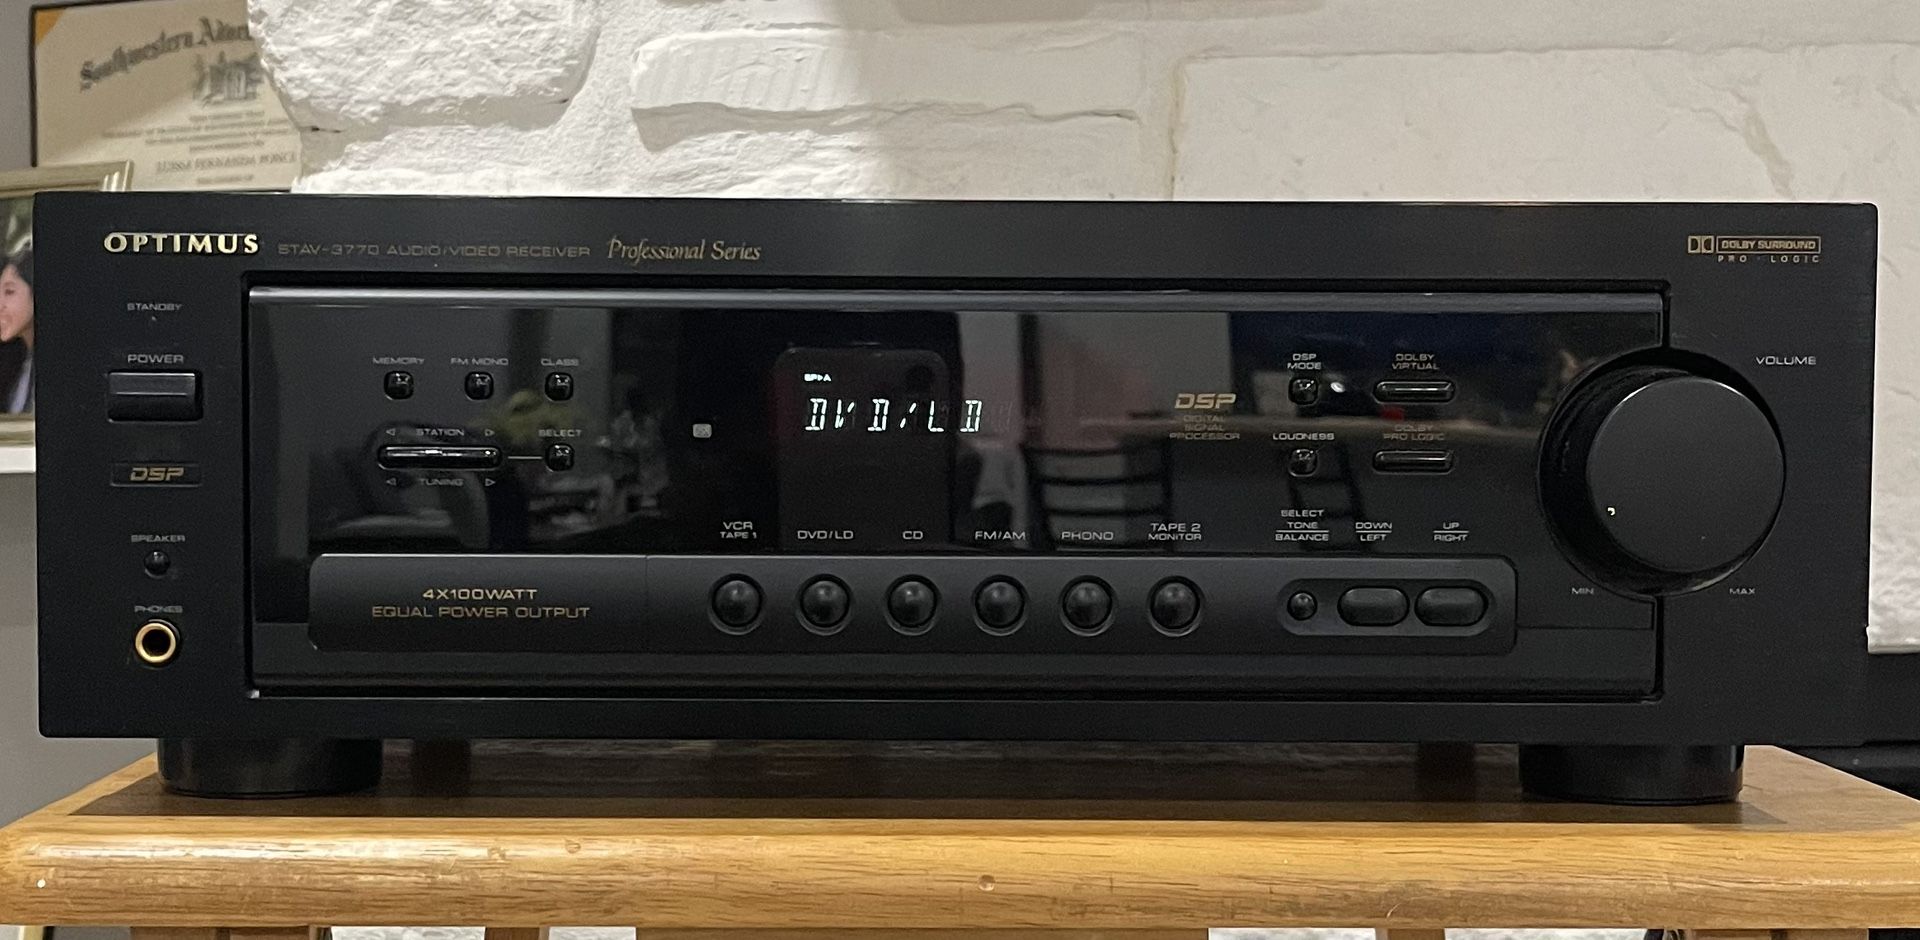 Southwestern
OPTIMUS STAV-3770 AUDIO/VIDEO RECEIVER Professional Series
DOLBY SURROUND
PRO · LOGIC
STANDBY
POWER
DSP
SPEAKER
PHONES
MEMORY FM MONO CLASS
STATION
SELECT
TUNING
SP►A
DVD/LD
DSP
DIGITAL
SIGNAL
PROCESSOR
DSP
MODE
DOLBY
VIRTUAL
LOUDNESS
DOLBY
PRO LOGIC
VOLUME
MIN MAX
VCR
TAPE 1
DVD/LD
CD
FM/AM
PHONO
TAPE 2
MONITOR
SELECT
TONE
BALANCE
DOWN
LEFT
UP
RIGHT
4X100WATT
EQUAL POWER OUTPUT